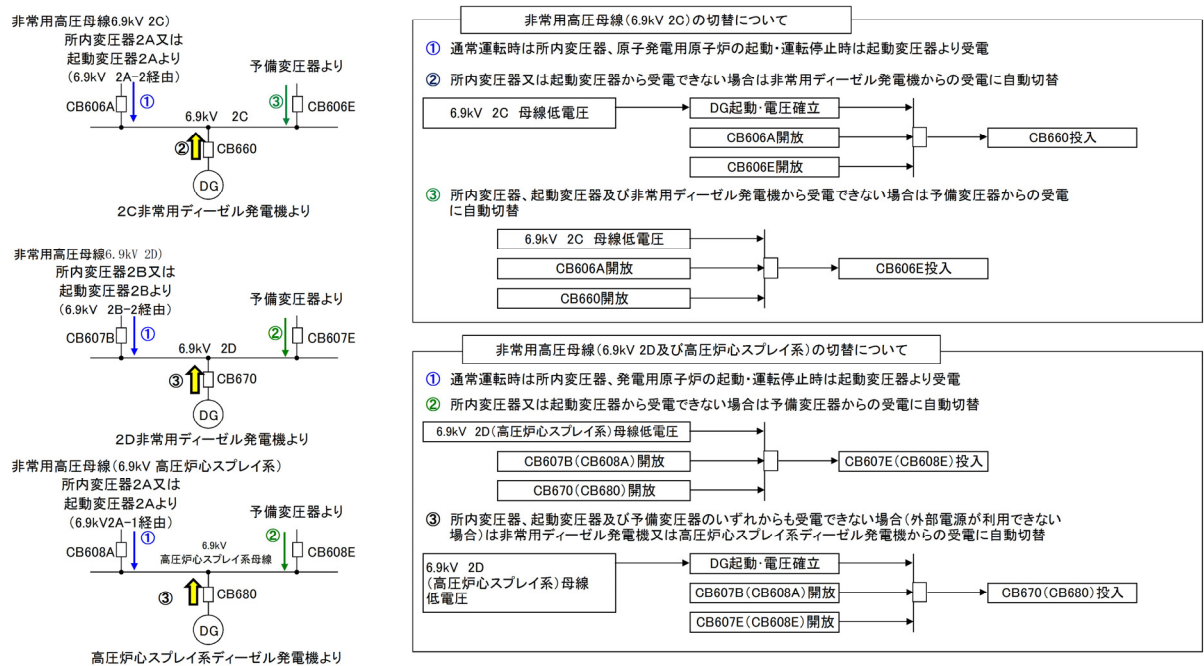 非常用高圧母線6.9kV 2C)
所内変圧器2A又は
起動変圧器2Aより
(6.9kV 2A-2経由)
予備変圧器より
CB606A
①
③
CB606E
6.9kV 2C
②
CB660
DG
2C非常用ディーゼル発電機より
非常用高圧母線6.9kV 2D)
所内変圧器2B又は
起動変圧器2Bより
(6.9kV 2B-2経由)
予備変圧器より
CB607B
①
②
CB607E
6.9kV 2D
③
CB670
DG
2D非常用ディーゼル発電機より
非常用高圧母線(6.9kV 高圧炉心スプレイ系)
所内変圧器2A又は
起動変圧器2Aより
(6.9kV2A-1経由)
予備変圧器より
CB608A
①
②
CB608E
6.9kV
高圧炉心スプレイ系母線
③
CB680
DG
高圧炉心スプレイ系ディーゼル発電機より
非常用高圧母線(6.9kV 2C)の切替について
① 通常運転時は所内変圧器、原子発電用原子炉の起動・運転停止時は起動変圧器より受電
② 所内変圧器又は起動変圧器から受電できない場合は非常用ディーゼル発電機からの受電に自動切替
6.9kV 2C 母線低電圧
DG起動・電圧確立
CB606A開放
CB660投入
CB606E開放
③ 所内変圧器、起動変圧器及び非常用ディーゼル発電機から受電できない場合は予備変圧器からの受電
に自動切替
6.9kV 2C 母線低電圧
CB606A開放
CB606E投入
CB660開放
非常用高圧母線(6.9kV 2D及び高圧炉心スプレイ系)の切替について
① 通常運転時は所内変圧器、発電用原子炉の起動・運転停止時は起動変圧器より受電
② 所内変圧器又は起動変圧器から受電できない場合は予備変圧器からの受電に自動切替
6.9kV 2D(高圧炉心スプレイ系)母線低電圧
CB607B(CB608A)開放
CB607E(CB608E)投入
CB670(CB680)開放
③ 所内変圧器、起動変圧器及び予備変圧器のいずれからも受電できない場合(外部電源が利用できない
場合)は非常用ディーゼル発電機又は高圧炉心スプレイ系ディーゼル発電機からの受電に自動切替
6.9kV 2D
(高圧炉心スプレイ系)母線
低電圧
DG起動・電圧確立
CB607B(CB608A)開放
CB670(CB680)投入
CB607E(CB608E)開放